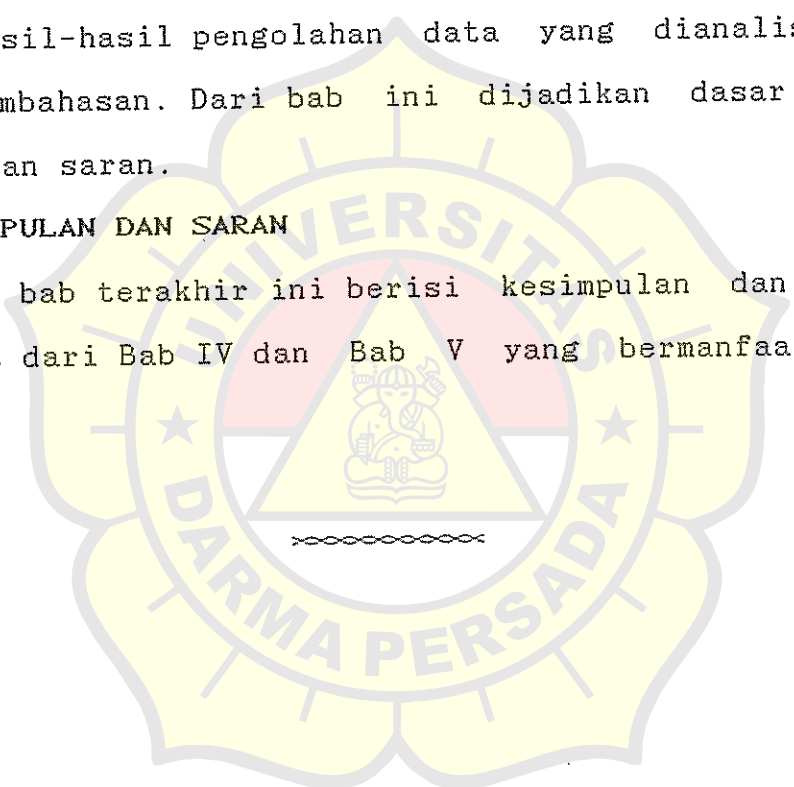 sil-hasil pengolahan data yang dianalis
mbahasan. Dari bab ini dijadikan dasar
an saran.
PULAN DAN SARAN
bab terakhir ini berisi kesimpulan dan
dari Bab IV dan Bab V yang bermanfaa
UNIVERSITAS
DARMA PERSADA